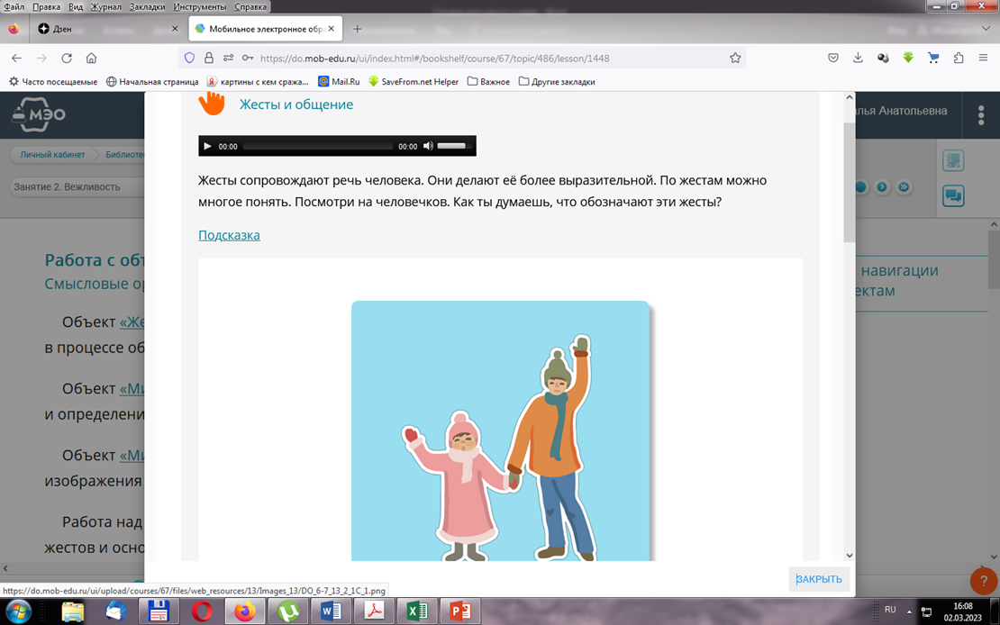 Файл Правка Вид Журнал Закладки Инструменты Справка
Дзен
Мобильное электронное обра
https://do.mob-edu.ru/ui/index.html#/bookshelf/course/67/topic/486/lesson/1448
Часто посещаемые Начальная страница картины с кем сража... Mail.Ru SaveFrom.net Helper Важное Другие закладки
МЭО
Жесты и общение
лья Анатольевна
00:00 00:00
Личный кабинет Библиоте
Занятие 2. Вежливость
Жесты сопровождают речь человека. Они делают её более выразительной. По жестам можно
многое понять. Посмотри на человечков. Как ты думаешь, что обозначают эти жесты?
Подсказка
Работа с объ
Смысловые ор
навигации
ектам
Объект «Же
в процессе об
Объект «Ми
и определени
Объект «Ми
изображения
Работа над
жестов и осно
ЗАКРЫТЬ
?
https://do.mob-edu.ru/ui/upload/courses/67/files/web_resources/13/Images_13/DO_6-7_13_2_1C_1.png
RU
16:08
02.03.2023